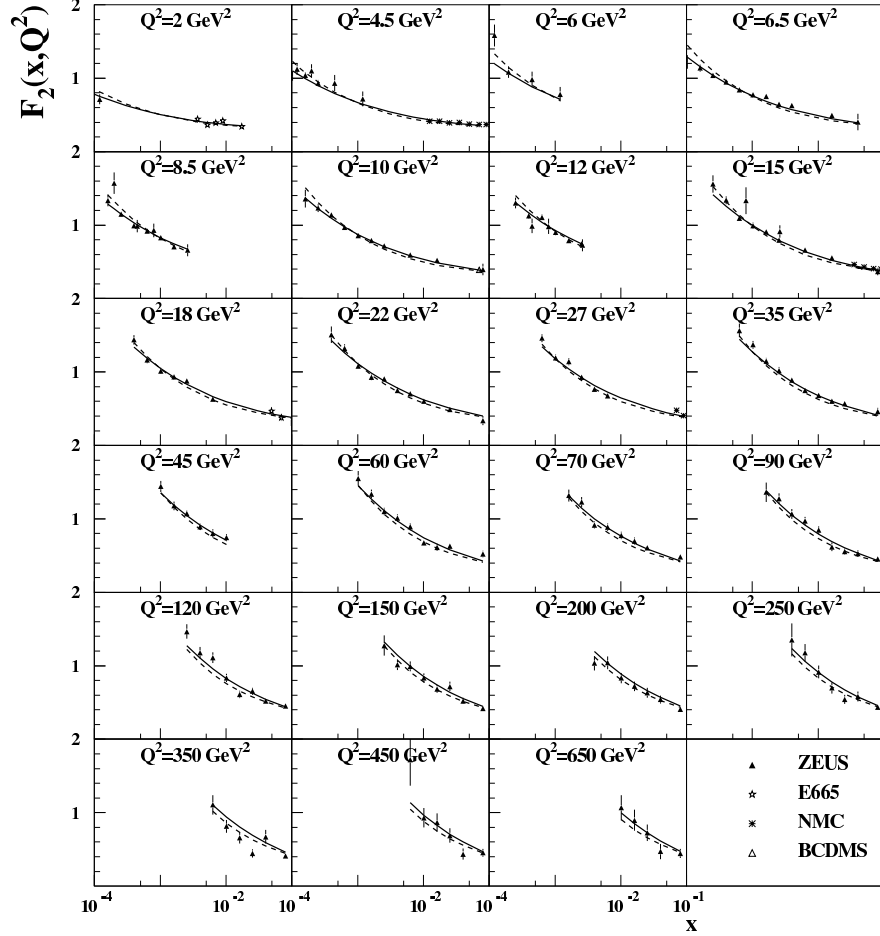 F₂(x,Q²)
2
Q²=2 GeV² Q²=4.5 GeV² Q²=6 GeV² Q²=6.5 GeV²
1
2
Q²=8.5 GeV² Q²=10 GeV² Q²=12 GeV² Q²=15 GeV²
1
2
Q²=18 GeV² Q²=22 GeV² Q²=27 GeV² Q²=35 GeV²
1
2
Q²=45 GeV² Q²=60 GeV² Q²=70 GeV² Q²=90 GeV²
1
2
Q²=120 GeV² Q²=150 GeV² Q²=200 GeV² Q²=250 GeV²
1
2
Q²=350 GeV² Q²=450 GeV² Q²=650 GeV²
1
ZEUS
E665
NMC
BCDMS
10⁻⁴ 10⁻² 10⁻⁴ 10⁻² 10⁻⁴ 10⁻² 10⁻¹
x